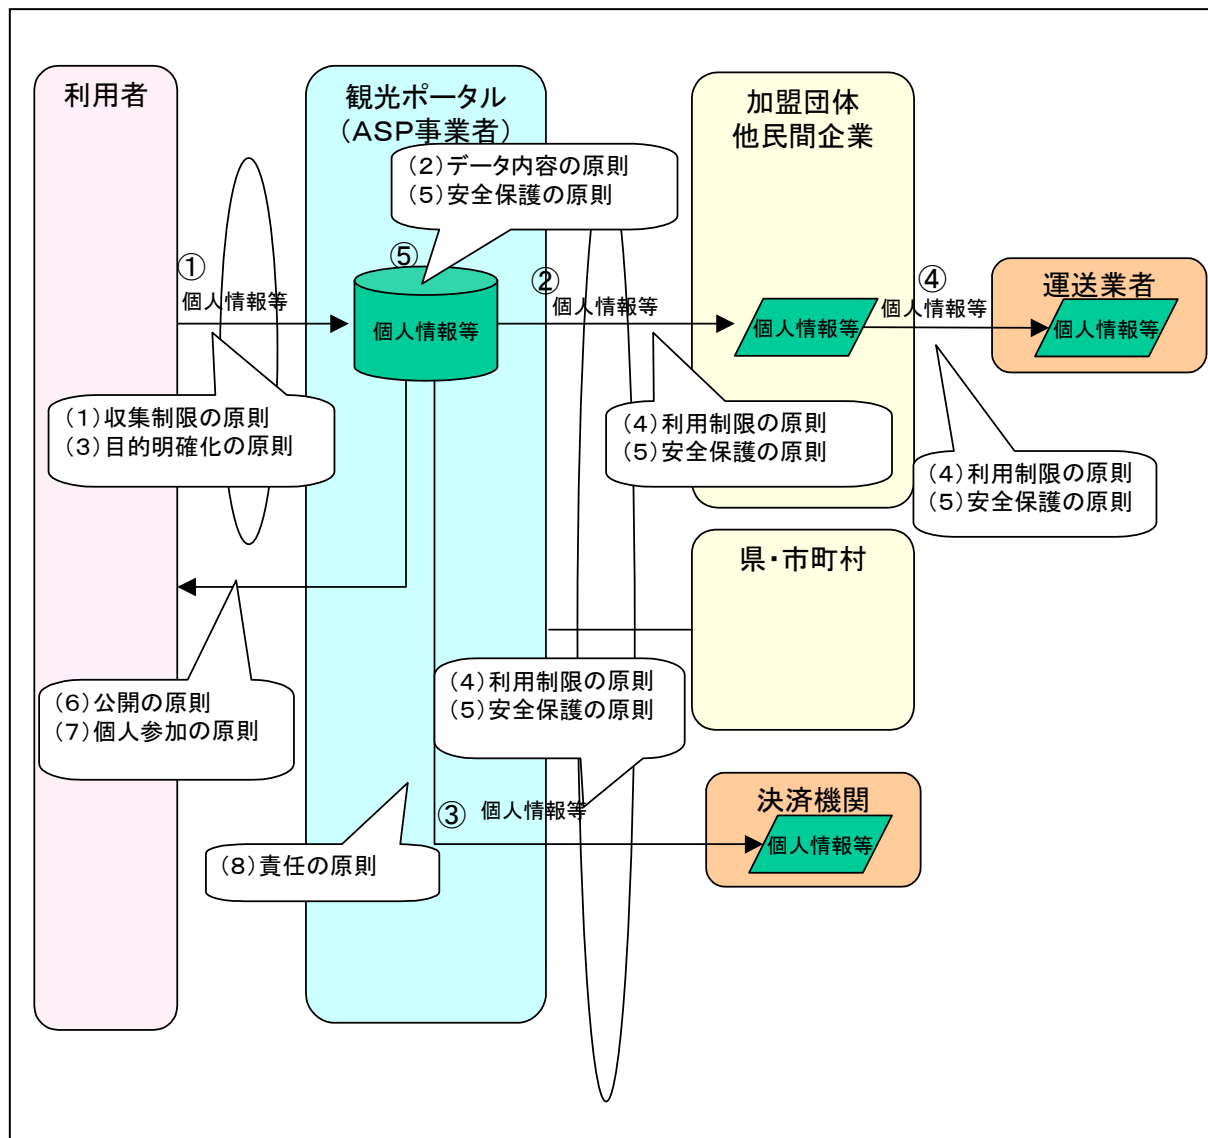 利用者
観光ポータル
（ASP事業者）
加盟団体
他民間企業
（2）データ内容の原則
（5）安全保護の原則
①
個人情報等
⑤
個人情報等
②
個人情報等
個人情報等
④
個人情報等
運送業者
個人情報等
（1）収集制限の原則
（3）目的明確化の原則
（4）利用制限の原則
（5）安全保護の原則
（4）利用制限の原則
（5）安全保護の原則
県・市町村
（6）公開の原則
（7）個人参加の原則
（4）利用制限の原則
（5）安全保護の原則
③
個人情報等
決済機関
個人情報等
（8）責任の原則